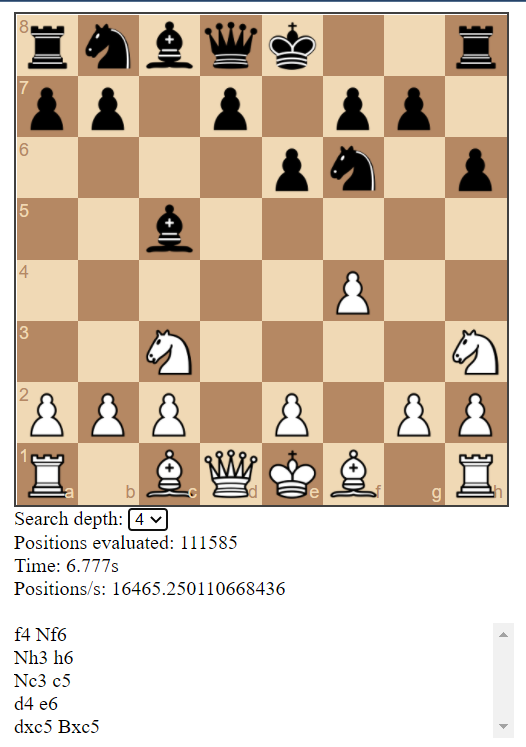 8
7
6
5
4
3
2
1 a b c d e f g h
Search depth: 4
Positions evaluated: 111585
Time: 6.777s
Positions/s: 16465.250110668436
f4 Nf6
Nh3 h6
Nc3 c5
d4 e6
dxc5 Bxc5